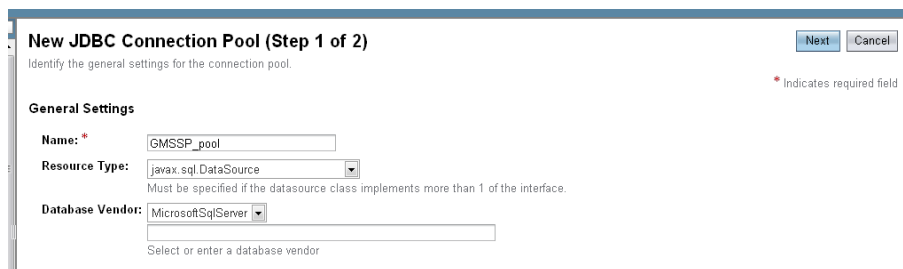 New JDBC Connection Pool (Step 1 of 2)
Next Cancel
Identify the general settings for the connection pool.
* Indicates required field
General Settings
Name: * GMSSP_pool
Resource Type: javax.sql.DataSource
Must be specified if the datasource class implements more than 1 of the interface.
Database Vendor: MicrosoftSqlServer
Select or enter a database vendor